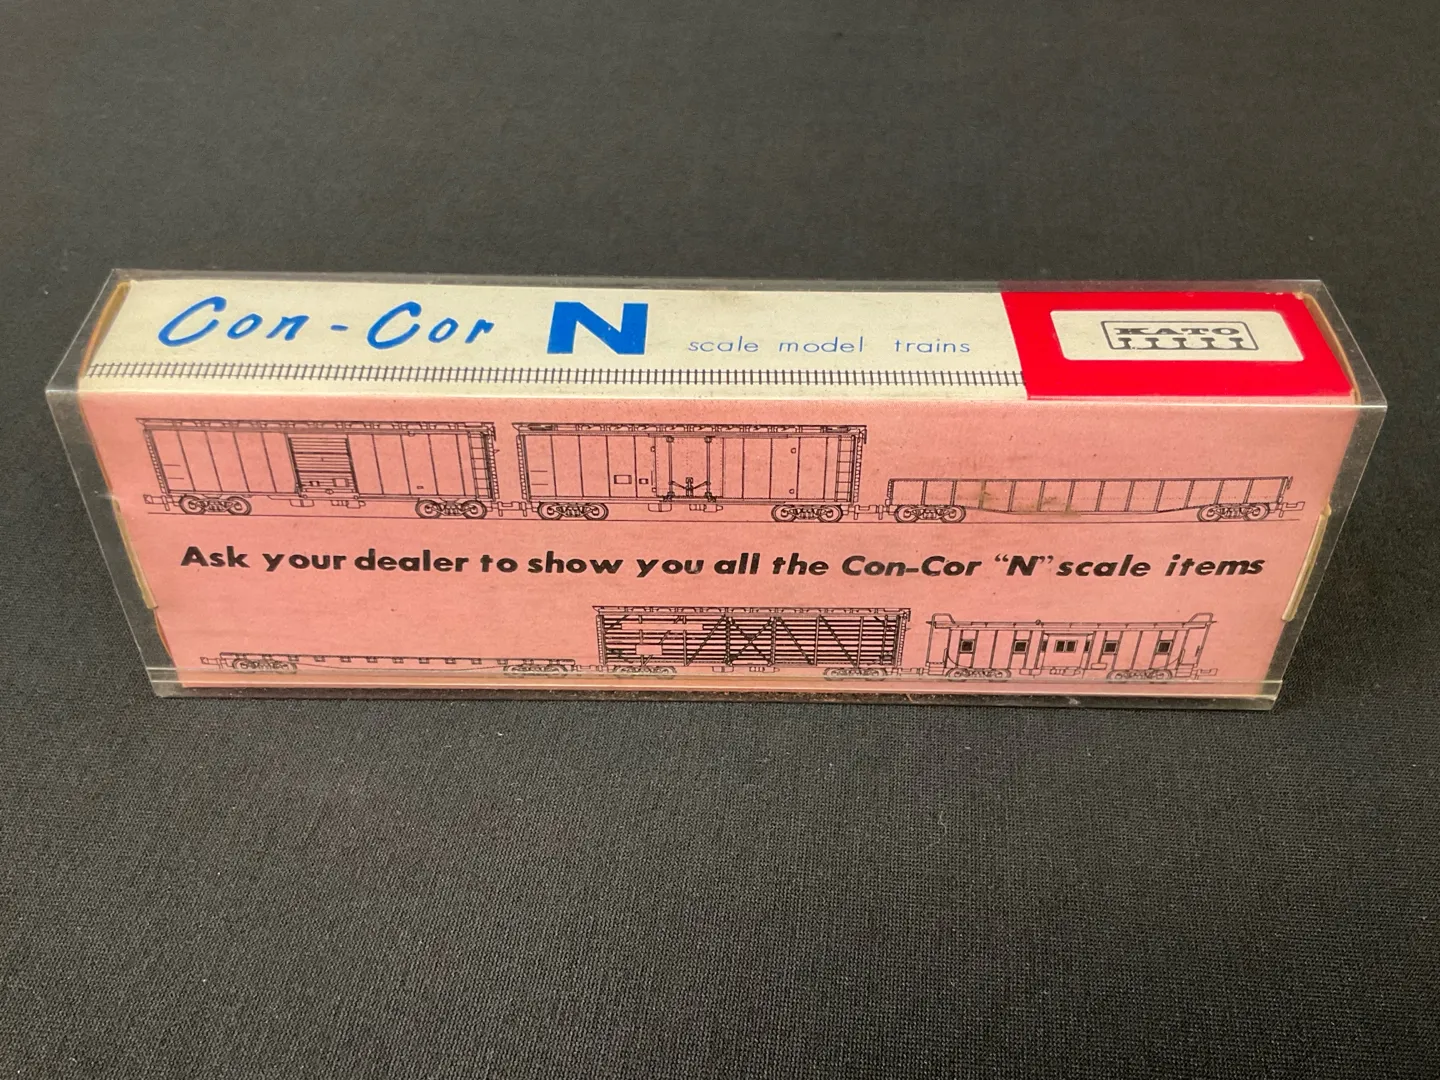 Con-Cor N scale model trains
KATO
Ask your dealer to show you all the Con-Cor "N" scale items